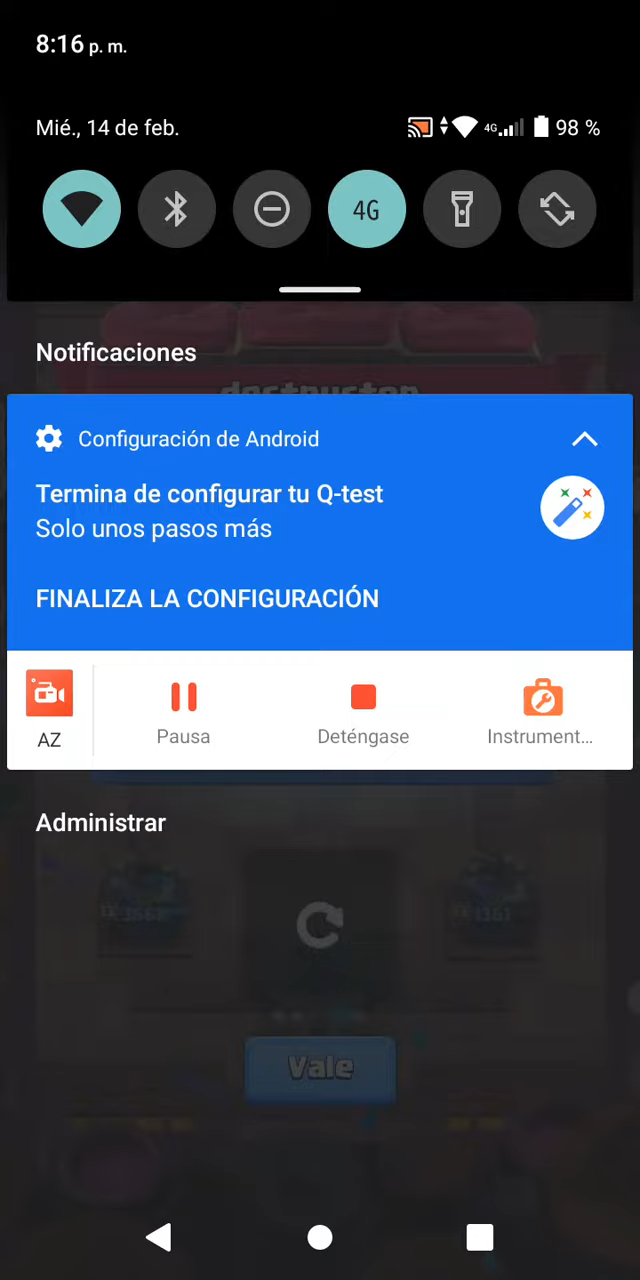 8:16 p. m.
Mié., 14 de feb.
4G
98 %
4G
Notificaciones
Configuración de Android
Termina de configurar tu Q-test
Solo unos pasos más
FINALIZA LA CONFIGURACIÓN
AZ
Pausa
Deténgase
Instrument...
Administrar
Vale